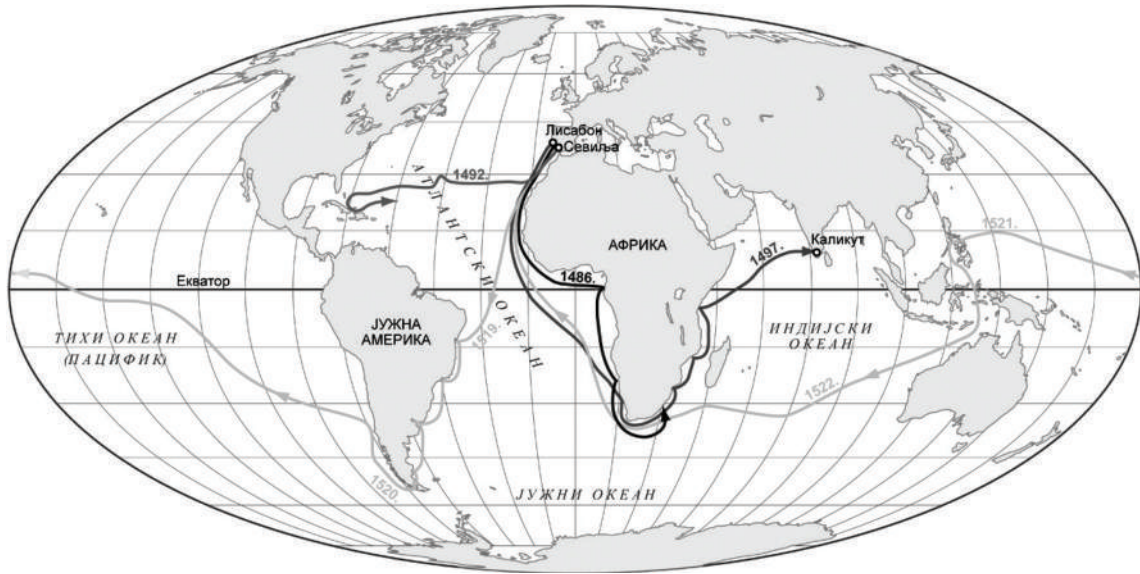 Лисабон
Севиља
1492.
АТЛАНТСКИ ОКЕАН
1521.
АФРИКА
Каликут
1497.
1486.
Екватор
ЈУЖНА
АМЕРИКА
1519.
ТИХИ ОКЕАН
(ПАЦИФИК)
ИНДИЈСКИ
ОКЕАН
1522.
1520.
ЈУЖНИ ОКЕАН